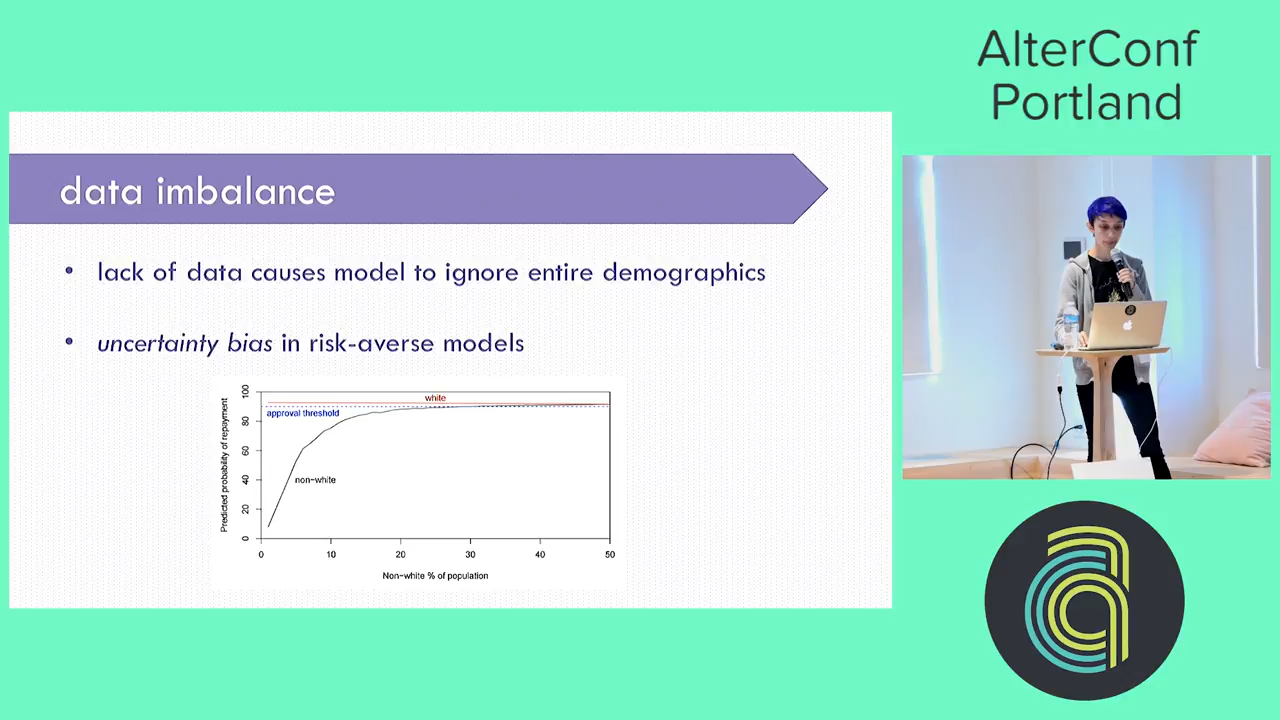 AlterConf
Portland
data imbalance
• lack of data causes model to ignore entire demographics
• uncertainty bias in risk-averse models
Predicted probability of repayment
100
80
60
40
20
0
white
approval threshold
non-white
0 10 20 30 40 50
Non-white % of population